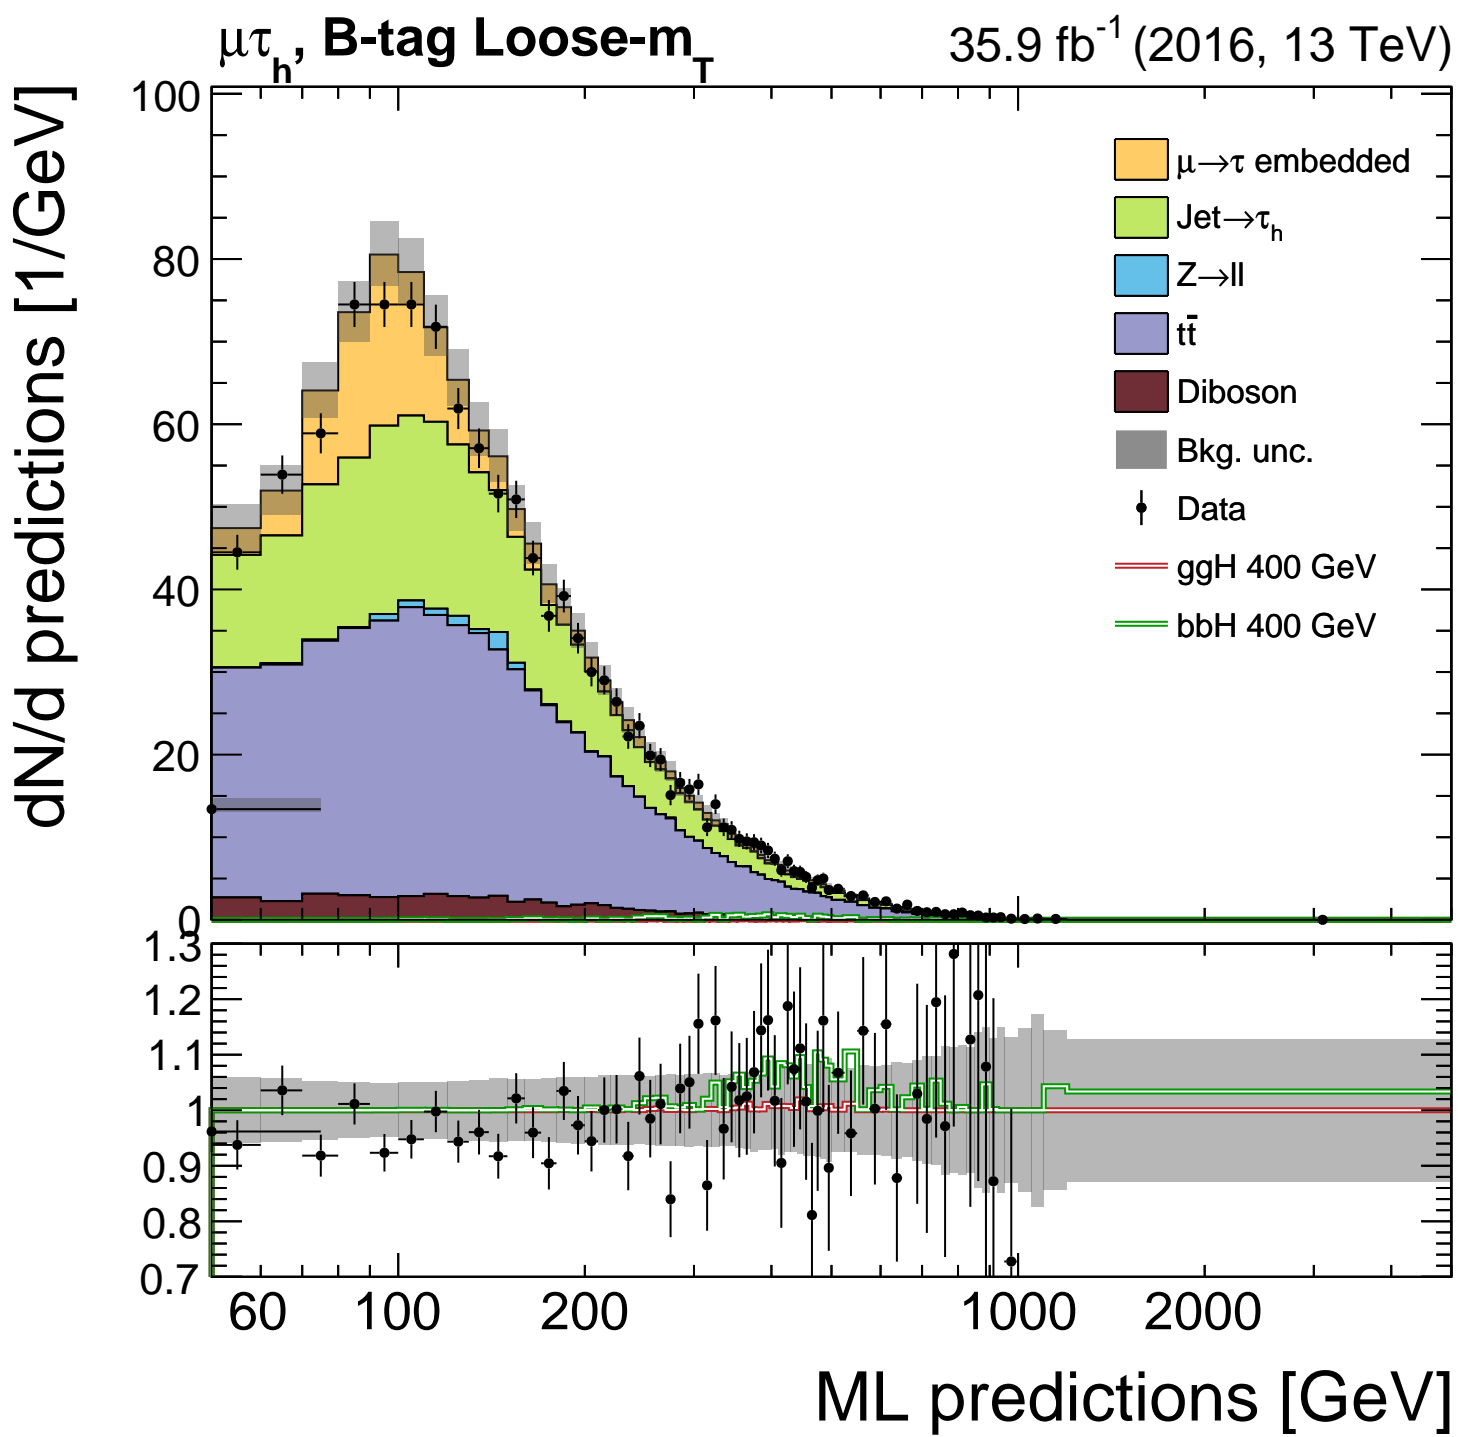 μτh, B-tag Loose-mT
35.9 fb-1 (2016, 13 TeV)
dN/d predictions [1/GeV]
100
80
60
40
20
0
μ→τ embedded
Jet→τh
Z→ll
tt̄
Diboson
Bkg. unc.
Data
ggH 400 GeV
bbH 400 GeV
1.3
1.2
1.1
1
0.9
0.8
0.7
60 100 200 1000 2000
ML predictions [GeV]